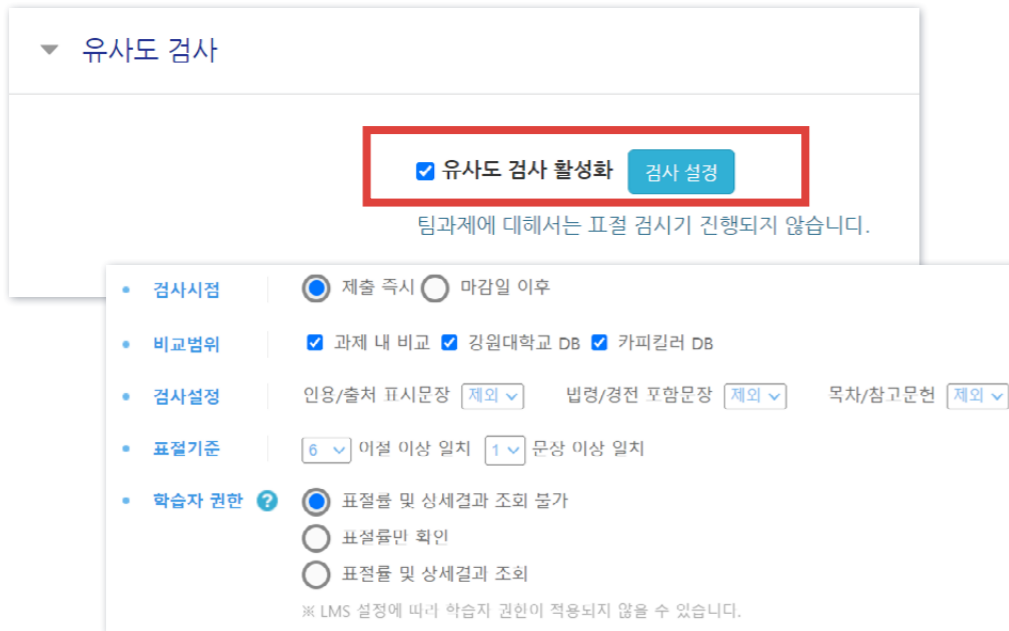 유사도 검사
유사도 검사 활성화 검사 설정
팀과제에 대해서는 표절 검시기 진행되지 않습니다.
검사시점 제출 즉시 마감일 이후
비교범위 과제 내 비교 강원대학교 DB 카피킬러 DB
검사설정 인용/출처 표시문장 제외 법령/경전 포함문장 제외 목차/참고문헌 제외
표절기준 6 어절 이상 일치 1 문장 이상 일치
학습자 권한 ? 표절률 및 상세결과 조회 불가
표절률만 확인
표절률 및 상세결과 조회
※ LMS 설정에 따라 학습자 권한이 적용되지 않을 수 있습니다.